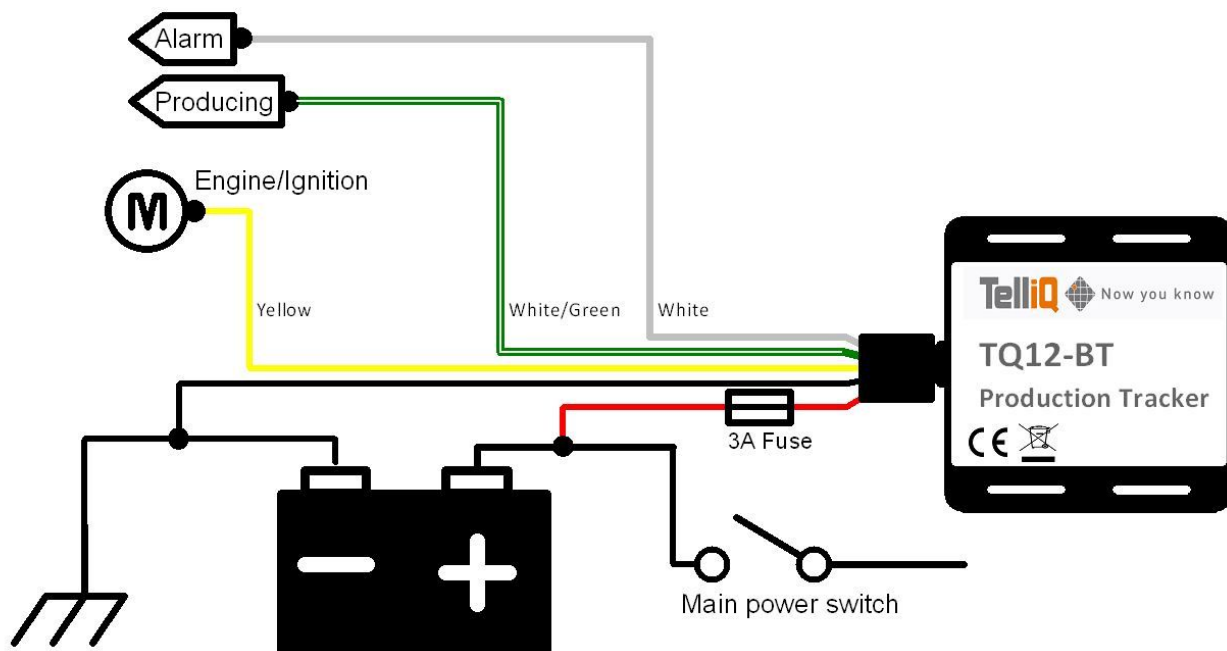 Alarm
Producing
Engine/Ignition
M
Yellow
White/Green
White
TelliQ Now you know
TQ12-BT
Production Tracker
CE
3A Fuse
Main power switch